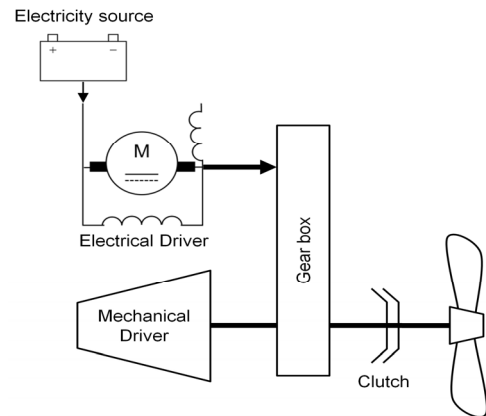 Electricity source
+ −
M
Electrical Driver
Gear box
Mechanical
Driver
Clutch